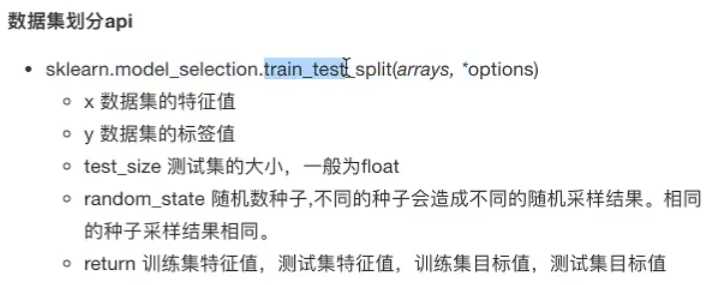 数据集划分api
• sklearn.model_selection.train_test_split(arrays, *options)
○ x 数据集的特征值
○ y 数据集的标签值
○ test_size 测试集的大小，一般为float
○ random_state 随机数种子,不同的种子会造成不同的随机采样结果。相同
的种子采样结果相同。
○ return 训练集特征值，测试集特征值，训练集目标值，测试集目标值